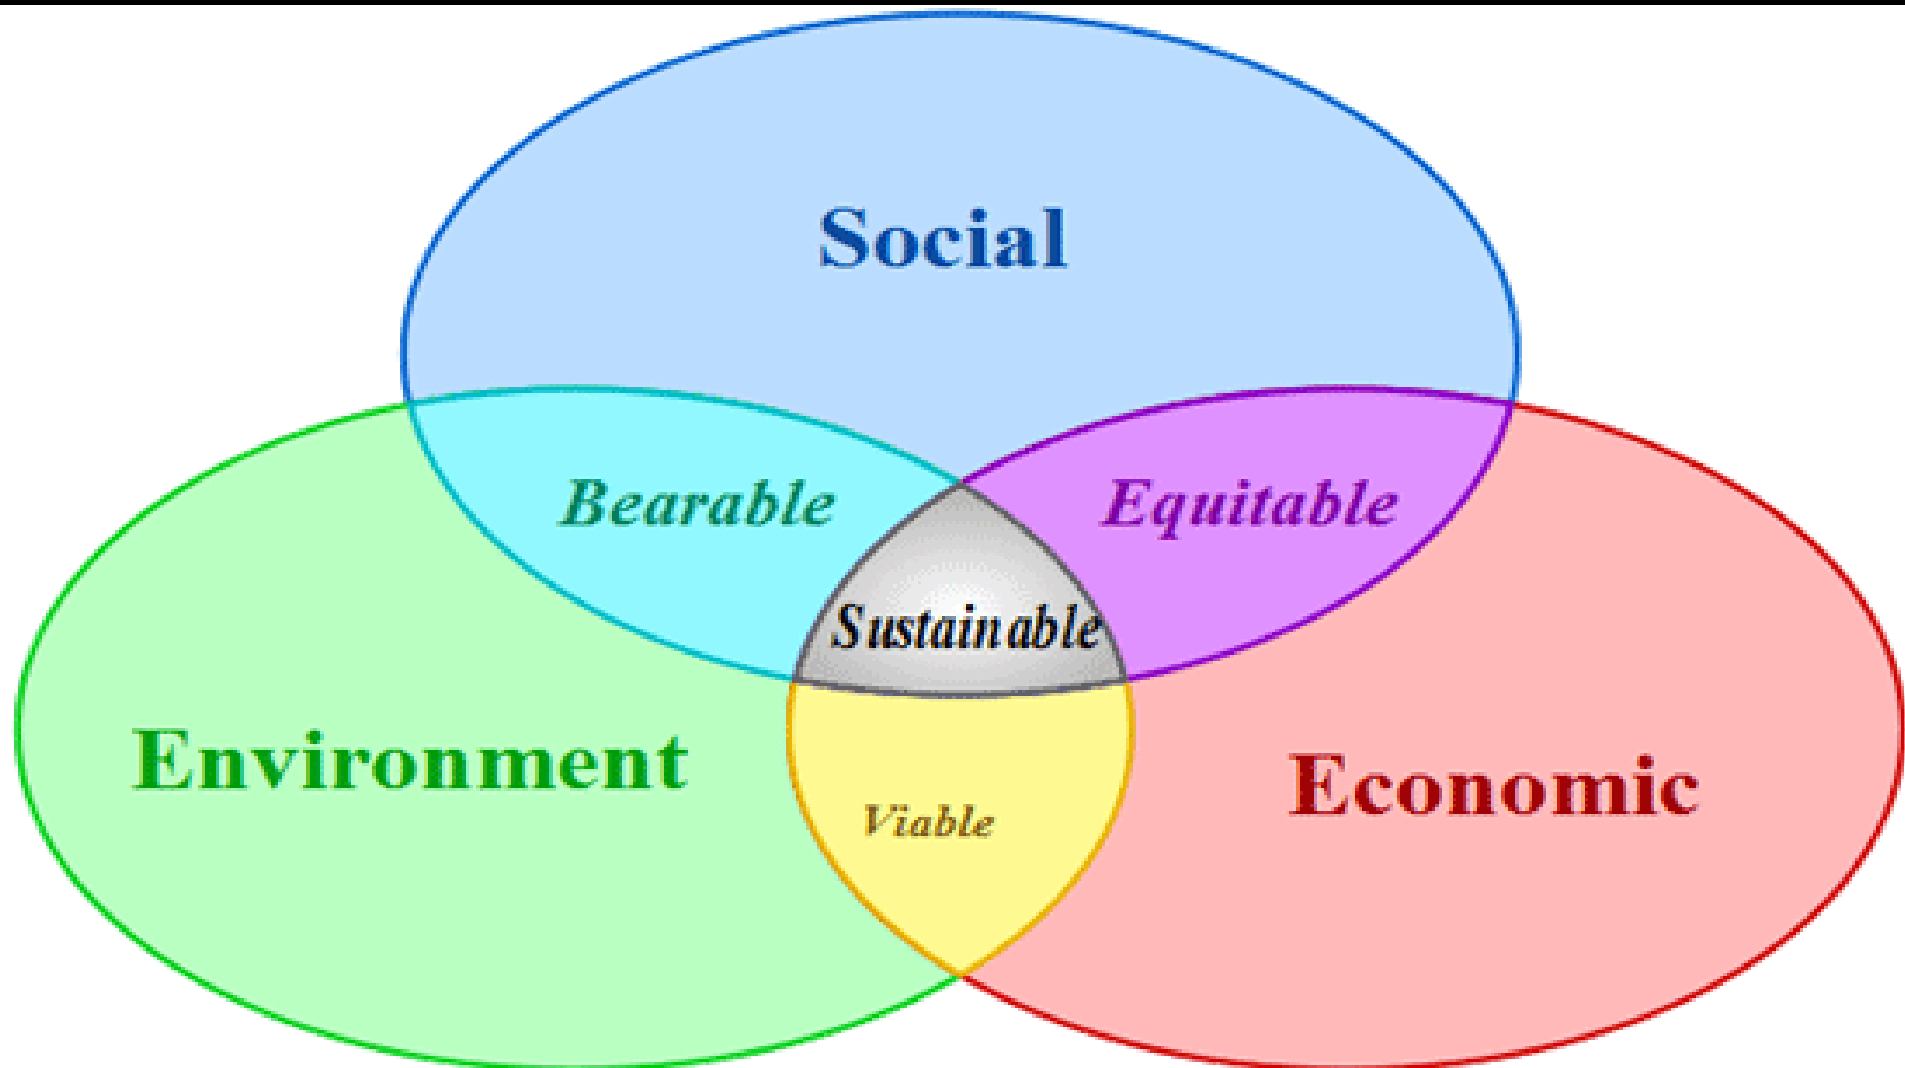 Social
Bearable
Equitable
Sustainable
Environment
Economic
Viable